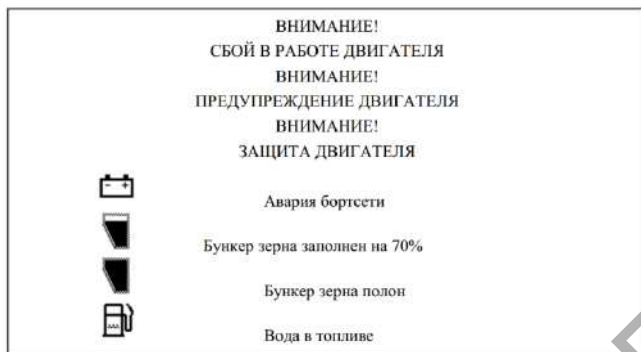 ВНИМАНИЕ!
СБОЙ В РАБОТЕ ДВИГАТЕЛЯ
ВНИМАНИЕ!
ПРЕДУПРЕЖДЕНИЕ ДВИГАТЕЛЯ
ВНИМАНИЕ!
ЗАЩИТА ДВИГАТЕЛЯ
Авария бортсети
Бункер зерна заполнен на 70%
Бункер зерна полон
Вода в топливе